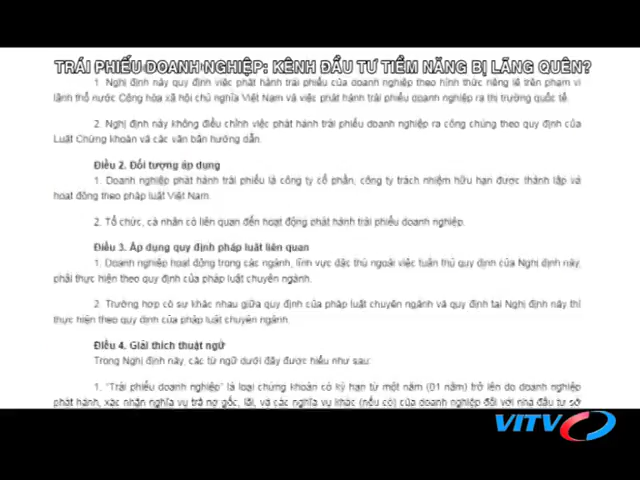 TRÁI PHIẾU DOANH NGHIỆP: KÊNH ĐẦU TƯ TIỀM NĂNG BỊ LÃNG QUÊN?
1. Nghị định này quy định việc phát hành trái phiếu của doanh nghiệp theo hình thức riêng lẻ trên phạm vi
lãnh thổ nước Cộng hòa xã hội chủ nghĩa Việt Nam và việc phát hành trái phiếu doanh nghiệp ra thị trường quốc tế.
2. Nghị định này không điều chỉnh việc phát hành trái phiếu doanh nghiệp ra công chúng theo quy định của
Luật Chứng khoán và các văn bản hướng dẫn.
Điều 2. Đối tượng áp dụng
1. Doanh nghiệp phát hành trái phiếu là công ty cổ phần, công ty trách nhiệm hữu hạn được thành lập và
hoạt động theo pháp luật Việt Nam.
2. Tổ chức, cá nhân có liên quan đến hoạt động phát hành trái phiếu doanh nghiệp.
Điều 3. Áp dụng quy định pháp luật liên quan
1. Doanh nghiệp hoạt động trong các ngành, lĩnh vực đặc thù ngoài việc tuân thủ quy định của Nghị định này,
phải thực hiện theo quy định của pháp luật chuyên ngành.
2. Trường hợp có sự khác nhau giữa quy định của pháp luật chuyên ngành và quy định tại Nghị định này thì
thực hiện theo quy định của pháp luật chuyên ngành.
Điều 4. Giải thích thuật ngữ
Trong Nghị định này, các từ ngữ dưới đây được hiểu như sau:
1. "Trái phiếu doanh nghiệp" là loại chứng khoán có kỳ hạn từ một năm (01 năm) trở lên do doanh nghiệp
phát hành, xác nhận nghĩa vụ trả nợ gốc, lãi, và các nghĩa vụ khác (nếu có) của doanh nghiệp đối với nhà đầu tư sở
VITV